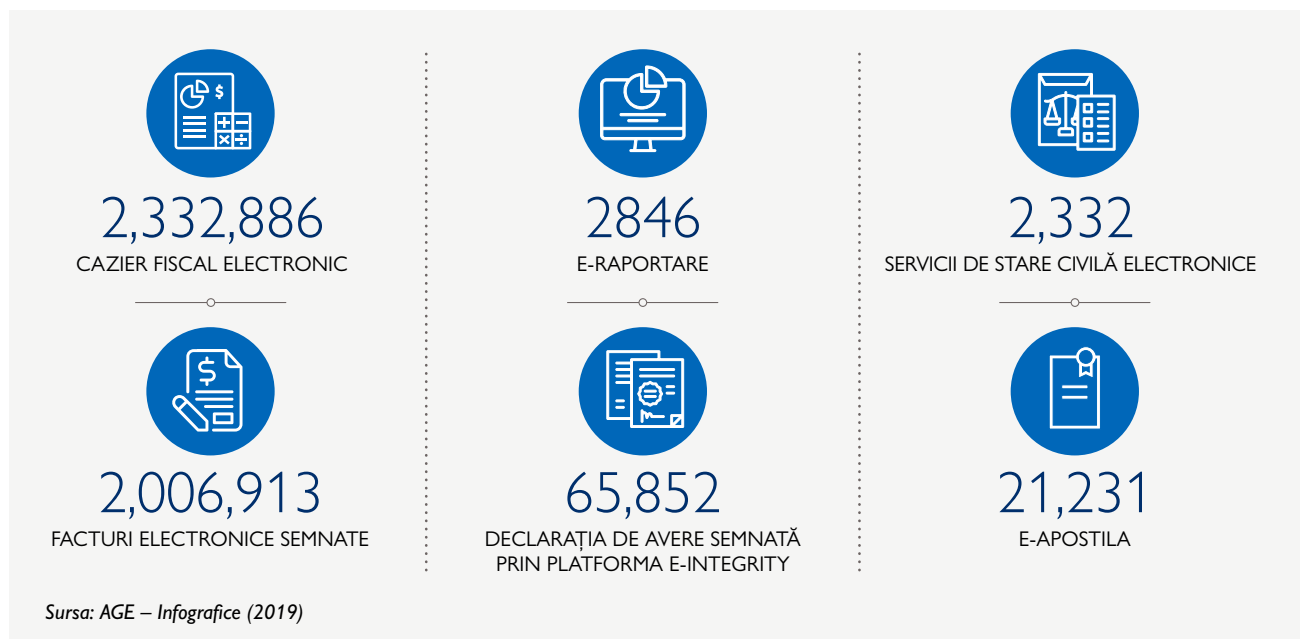 2,332,886
CAZIER FISCAL ELECTRONIC
2846
E-RAPORTARE
2,332
SERVICII DE STARE CIVILĂ ELECTRONICE
2,006,913
FACTURI ELECTRONICE SEMNATE
65,852
DECLARAȚIA DE AVERE SEMNATĂ
PRIN PLATFORMA E-INTEGRITY
21,231
E-APOSTILA
Sursa: AGE – Infografice (2019)